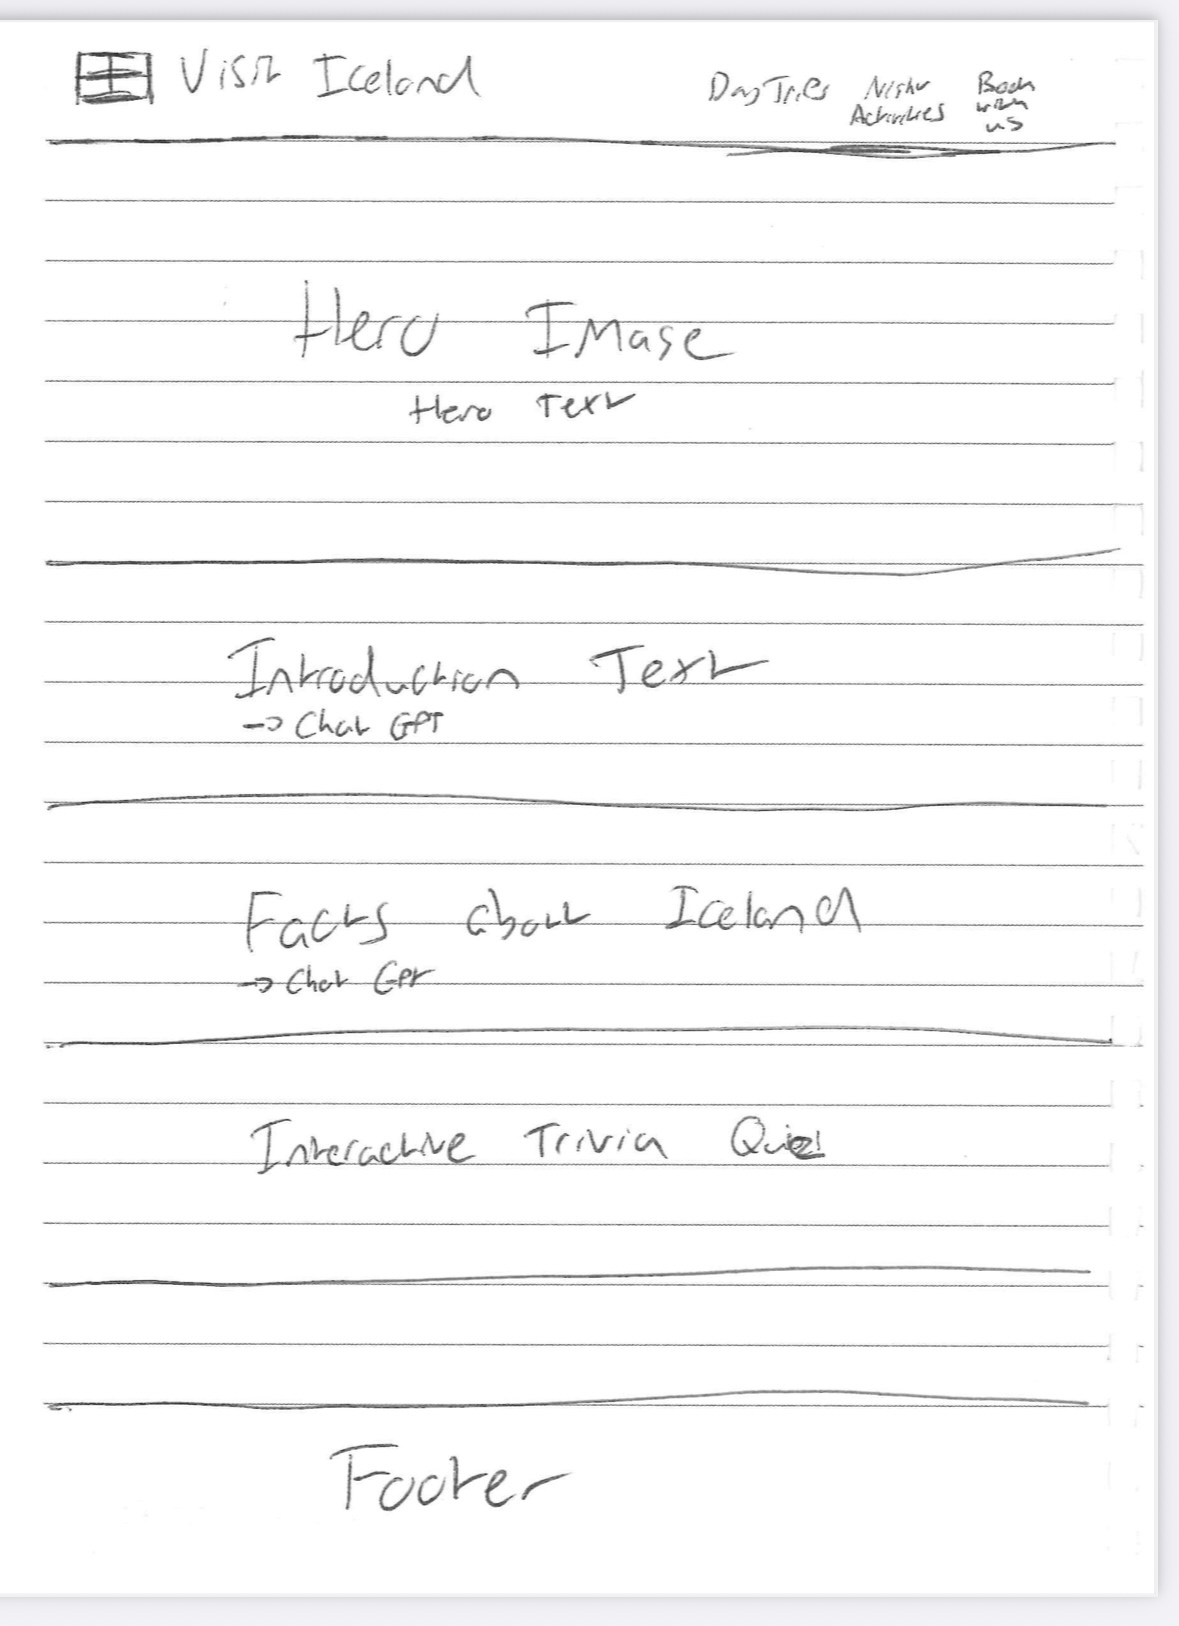 Visit Iceland
Day Trips
Night
Activities
Book
with
us
Hero Image
Hero Text
Introduction Text
-> Chat GPT
Facts about Iceland
-> Chat GPT
Interactive Trivia Quiz!
Footer